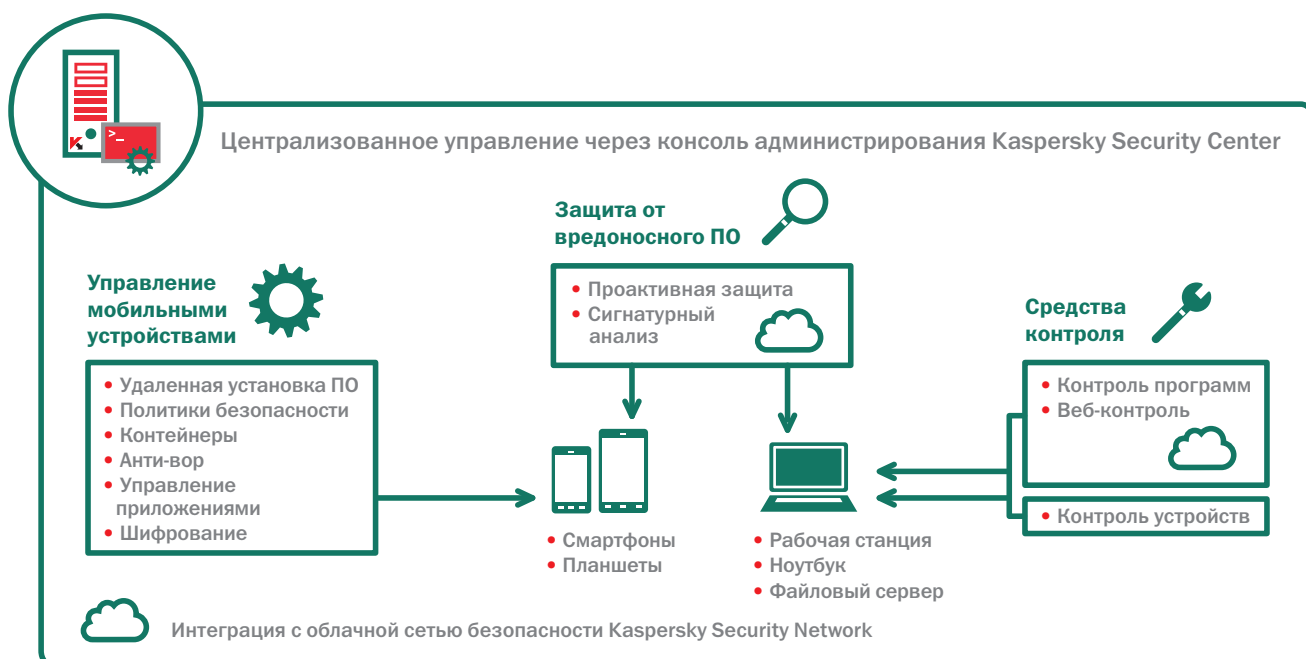 >_
Централизованное управление через консоль администрирования Kaspersky Security Center
Управление
мобильными
устройствами
• Удаленная установка ПО
• Политики безопасности
• Контейнеры
• Анти-вор
• Управление
приложениями
• Шифрование
Защита от
вредоносного ПО
• Проактивная защита
• Сигнатурный
анализ
Средства
контроля
• Контроль программ
• Веб-контроль
• Контроль устройств
• Смартфоны
• Планшеты
• Рабочая станция
• Ноутбук
• Файловый сервер
Интеграция с облачной сетью безопасности Kaspersky Security Network